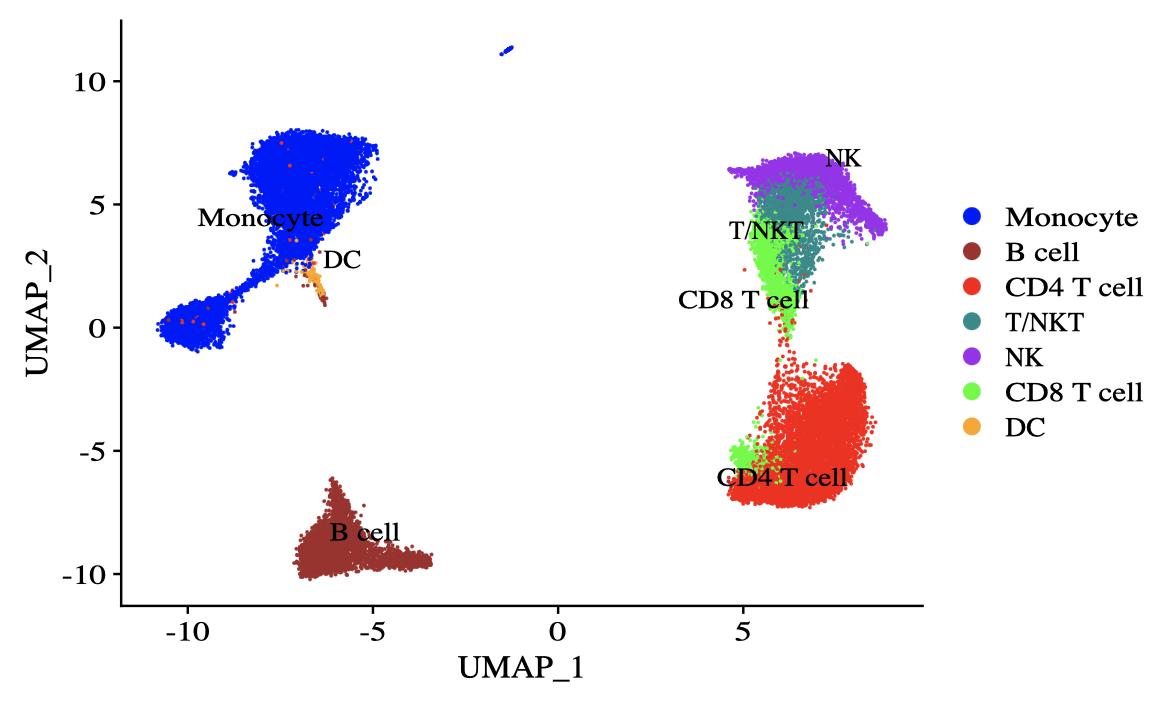 UMAP_2
10
5
0
-5
-10
-10
-5
0
5
UMAP_1
Monocyte
DC
NK
T/NKT
CD8 T cell
CD4 T cell
B cell
Monocyte
B cell
CD4 T cell
T/NKT
NK
CD8 T cell
DC